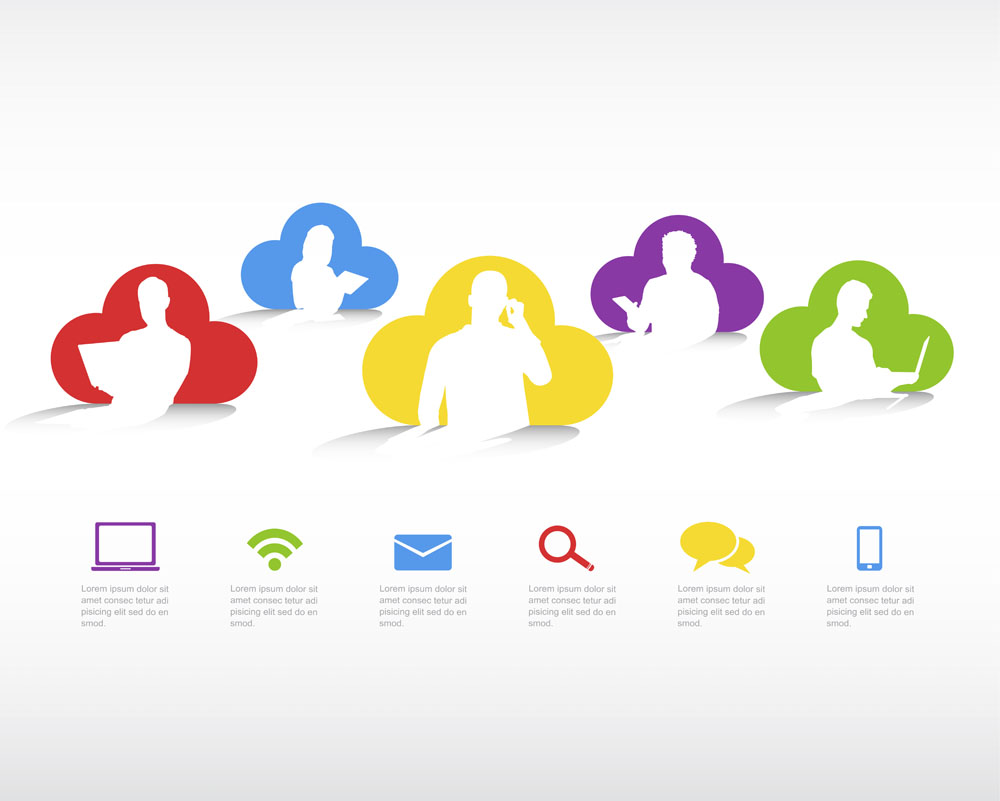 Lorem ipsum dolor sit
amet consec tetur adi
pisicing elit sed do en
smod.
Lorem ipsum dolor sit
amet consec tetur adi
pisicing elit sed do en
smod.
Lorem ipsum dolor sit
amet consec tetur adi
pisicing elit sed do en
smod.
Lorem ipsum dolor sit
amet consec tetur adi
pisicing elit sed do en
smod.
Lorem ipsum dolor sit
amet consec tetur adi
pisicing elit sed do en
smod.
Lorem ipsum dolor sit
amet consec tetur adi
pisicing elit sed do en
smod.